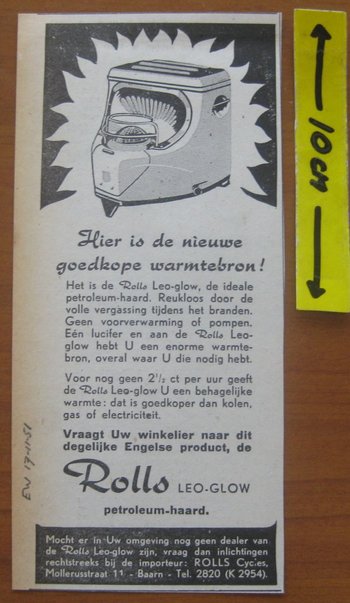 Hier is de nieuwe
goedkope warmtebron!
Het is de Rolls Leo-glow, de ideale
petroleum-haard. Reukloos door de
volle vergassing tijdens het branden.
Geen voorverwarming of pompen.
Eén lucifer en aan de Rolls Leo-
glow hebt U een enorme warmte-
bron, overal waar U die nodig hebt.
Voor nog geen 2½ ct per uur geeft
de Rolls Leo-glow U een behagelijke
warmte: dat is goedkoper dan kolen,
gas of electriciteit.
Vraagt Uw winkelier naar dit
degelijke Engelse product, de
Rolls LEO-GLOW
petroleum-haard.
Mocht er in Uw omgeving nog geen dealer van
de Rolls Leo-glow zijn, vraag dan inlichtingen
rechtstreeks bij de importeur: ROLLS Cycles,
Mollerusstraat 11 - Baarn - Tel. 2820 (K 2954).
EW 17-11-51
10cm